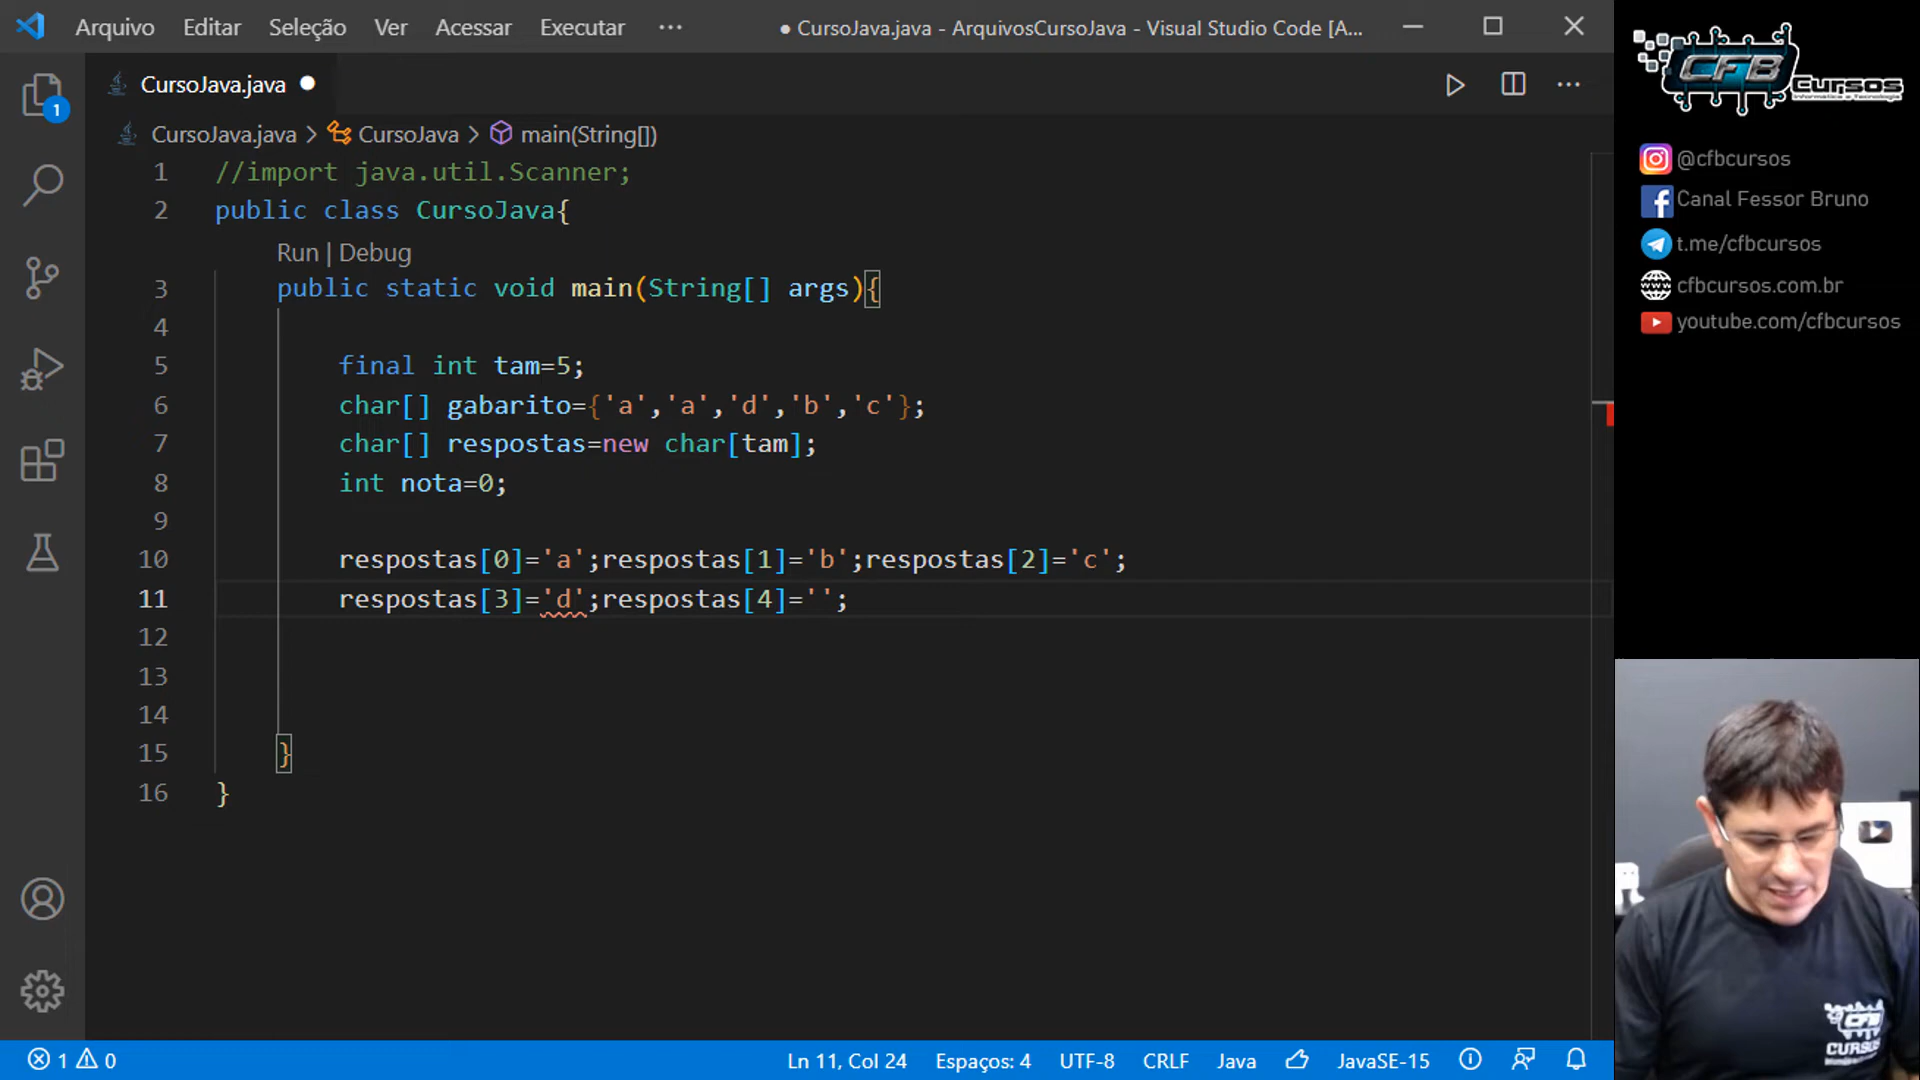 Arquivo Editar Seleção Ver Acessar Executar ··· ● CursoJava.java - ArquivosCursoJava - Visual Studio Code [A...
CursoJava.java ●
CursoJava.java > CursoJava > main(String[])
1 //import java.util.Scanner;
2 public class CursoJava{
Run | Debug
3 public static void main(String[] args){
4
5 final int tam=5;
6 char[] gabarito={'a','a','d','b','c'};
7 char[] respostas=new char[tam];
8 int nota=0;
9
10 respostas[0]='a';respostas[1]='b';respostas[2]='c';
11 respostas[3]='d';respostas[4]='';
12
13
14
15 }
16 }
1
1 0
Ln 11, Col 24 Espaços: 4 UTF-8 CRLF Java JavaSE-15
CFB Cursos
@cfbcursos
Canal Fessor Bruno
t.me/cfbcursos
cfbcursos.com.br
youtube.com/cfbcursos
CFB
CURSOS